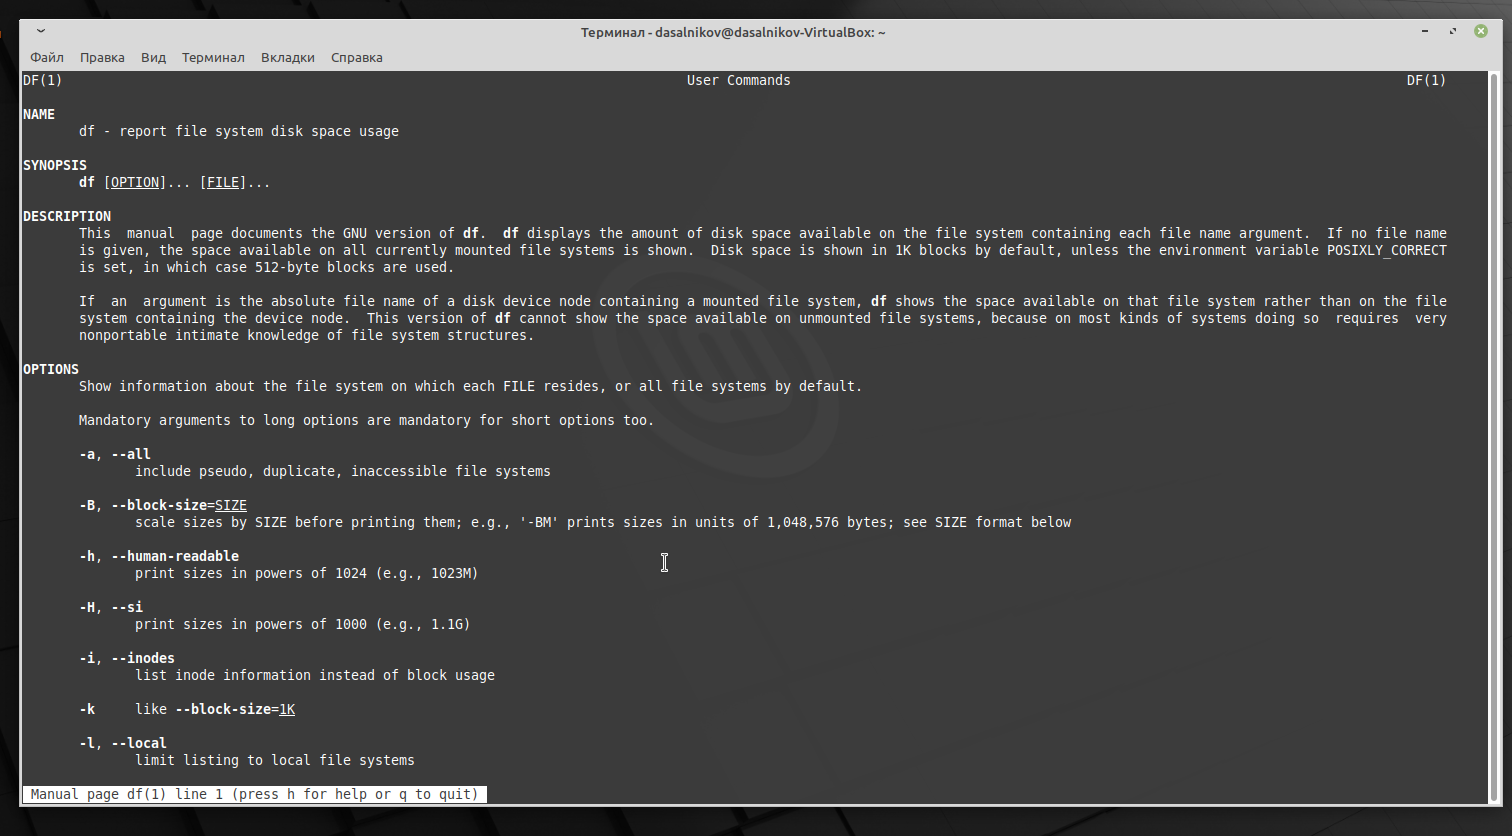 Терминал - dasalnikov@dasalnikov-VirtualBox: ~
Файл Правка Вид Терминал Вкладки Справка
DF(1) User Commands DF(1)
NAME
df - report file system disk space usage
SYNOPSIS
df [OPTION]... [FILE]...
DESCRIPTION
This manual page documents the GNU version of df. df displays the amount of disk space available on the file system containing each file name argument. If no file name
is given, the space available on all currently mounted file systems is shown. Disk space is shown in 1K blocks by default, unless the environment variable POSIXLY_CORRECT
is set, in which case 512-byte blocks are used.
If an argument is the absolute file name of a disk device node containing a mounted file system, df shows the space available on that file system rather than on the file
system containing the device node. This version of df cannot show the space available on unmounted file systems, because on most kinds of systems doing so requires very
nonportable intimate knowledge of file system structures.
OPTIONS
Show information about the file system on which each FILE resides, or all file systems by default.
Mandatory arguments to long options are mandatory for short options too.
-a, --all
include pseudo, duplicate, inaccessible file systems
-B, --block-size=SIZE
scale sizes by SIZE before printing them; e.g., '-BM' prints sizes in units of 1,048,576 bytes; see SIZE format below
-h, --human-readable
print sizes in powers of 1024 (e.g., 1023M)
-H, --si
print sizes in powers of 1000 (e.g., 1.1G)
-i, --inodes
list inode information instead of block usage
-k like --block-size=1K
-l, --local
limit listing to local file systems
Manual page df(1) line 1 (press h for help or q to quit)